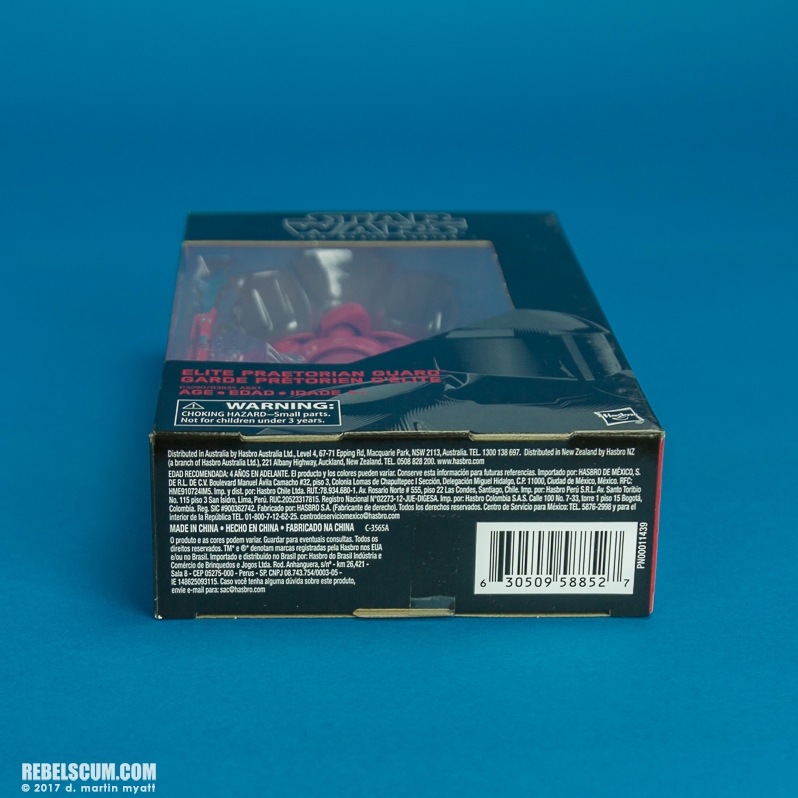 STAR
WARS
ELITE PRAETORIAN GUARD
GARDE PRÉTORIEN D'ÉLITE
AGE • EDAD • IDADE
WARNING:
CHOKING HAZARD—Small parts.
Not for children under 3 years.
Hasbro
Distributed in Australia by Hasbro Australia Ltd., Level 4, 67-71 Epping Rd, Macquarie Park, NSW 2113, Australia. TEL. 1300 138 697. Distributed in New Zealand by Hasbro NZ
(a branch of Hasbro Australia Ltd.), 221 Albany Highway, Auckland, New Zealand. TEL. 0508 828 200. www.hasbro.com
EDAD RECOMENDADA: 4 AÑOS EN ADELANTE. El producto y los colores pueden variar. Conserve esta información para futuras referencias. Importado por: HASBRO DE MÉXICO, S.
DE R.L. DE C.V. Boulevard Manuel Ávila Camacho #32, piso 3, Colonia Lomas de Chapultepec I Sección, Delegación Miguel Hidalgo, C.P. 11000, Ciudad de México, MÉXICO. RFC:
HME910724IM5. Imp. y dist. por: Hasbro Chile Ltda. RUT.:78.934.680-1. Av. Rosario Norte # 555, piso 22 Las Condes, Santiago, Chile. Imp. por: Hasbro Perú S.R.L. Av. Santo Toribio
No. 115 piso 3 San Isidro, Lima, Perú. RUC.20523317815. Registro Nacional N°02273-12-JUE-DIGESA. Imp. por: Hasbro Colombia S.A.S. Calle 100 No. 7-33, torre 1 piso 15 Bogotá,
Colombia. Reg. SIC #900362742. Importado por: HASBRO S.A. (Fabricante de derecho). Centro de Servicio para México: TEL. 5876-2998 y para el
interior de la República TEL. 01-800-7-12-62-25. centrodeserviciomexico@hasbro.com
MADE IN CHINA • HECHO EN CHINA • FABRICADO NA CHINA C-3565A
O produto e as cores podem variar. Guardar para eventuais consultas. Todos os
direitos reservados. TM* e ®* denotam marcas registradas pela Hasbro nos EUA
e/ou no Brasil. Importado e distribuído no Brasil por: Hasbro do Brasil Indústria e
Comércio de Brinquedos e Jogos Ltda. Rod. Anhanguera, s/nº - km 26,421 -
Sala 8 - CEP 05275-000 - Perus - SP. CNPJ 08.743.754/0003-05 -
IE 148625093115. Caso você tenha alguma dúvida sobre este produto,
envie e-mail para: sac@hasbro.com
6 30509 58852 7
PN00011439
REBELSCUM.COM
© 2017 d. martin myatt